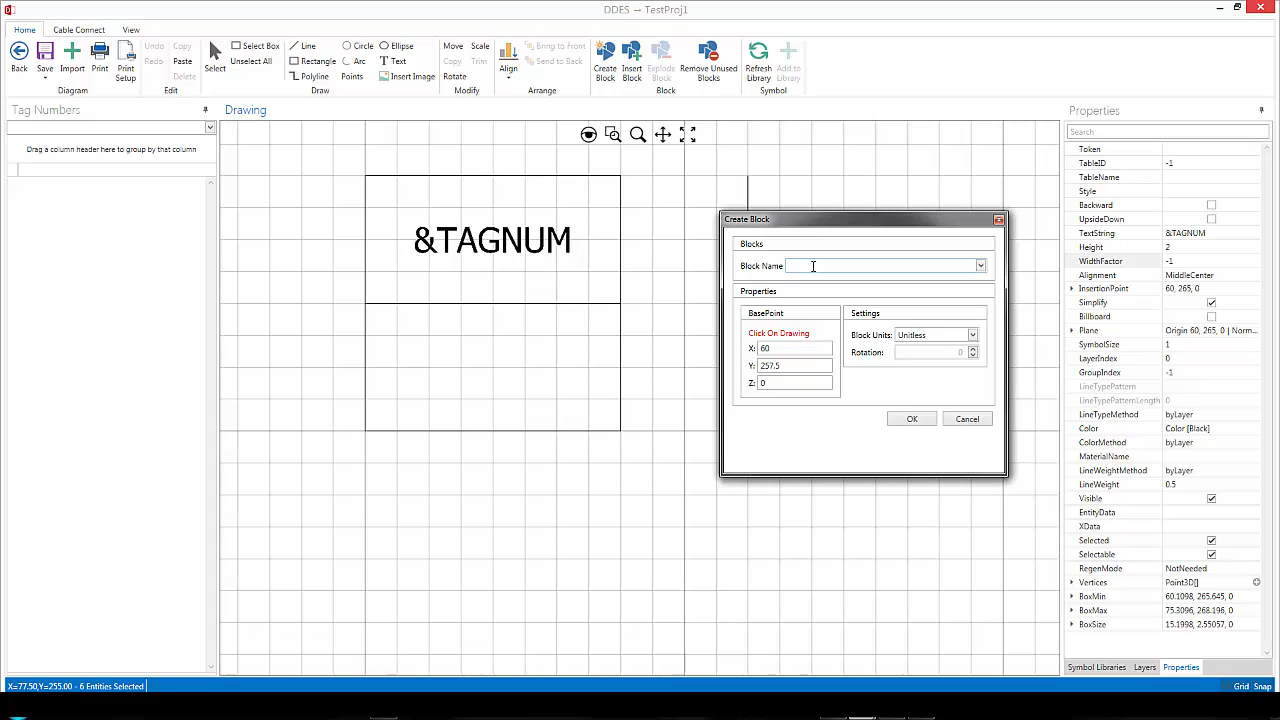 DDES → TestProj1
Home Cable Connect View
Back Save Import Print Print Setup
Diagram
Undo Redo Copy Paste Delete
Edit
Select Select Box Unselect All
Line Rectangle Polyline Circle Arc Points Ellipse Text Insert Image
Draw
Move Copy Rotate Scale Trim
Modify
Align Bring to Front Send to Back
Arrange
Create Block Insert Block Explode Block Remove Unused Blocks
Block
Refresh Library Add to Library
Symbol
Tag Numbers
Drag a column header here to group by that column
Drawing
&TAGNUM
Create Block
Blocks
Block Name
Properties
BasePoint
Click On Drawing
X: 60
Y: 257.5
Z: 0
Settings
Block Units: Unitless
Rotation: 0
OK Cancel
Properties
Search
Token
TableID -1
TableName
Style
Backward
UpsideDown
TextString &TAGNUM
Height 2
WidthFactor -1
Alignment MiddleCenter
InsertionPoint 60, 265, 0
Simplify
Billboard
Plane Origin 60, 265, 0 | Norm...
SymbolSize 1
LayerIndex 0
GroupIndex -1
LineTypePattern
LineTypePatternLength 0
LineTypeMethod byLayer
Color Color [Black]
ColorMethod byLayer
MaterialName
LineWeightMethod byLayer
LineWeight 0.5
Visible
EntityData
XData
Selected
Selectable
RegenMode NotNeeded
Vertices Point3D[]
BoxMin 60.1098, 265.645, 0
BoxMax 75.3096, 268.196, 0
BoxSize 15.1998, 2.55057, 0
Symbol Libraries Layers Properties
X=77.50,Y=255.00 - 6 Entities Selected
Grid Snap